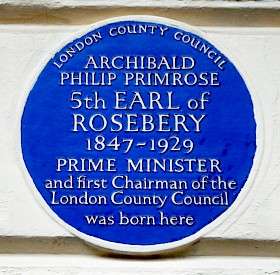 LONDON COUNTY COUNCIL
ARCHIBALD
PHILIP PRIMROSE
5th EARL of
ROSEBERY
1847-1929
PRIME MINISTER
and first Chairman of the
London County Council
was born here